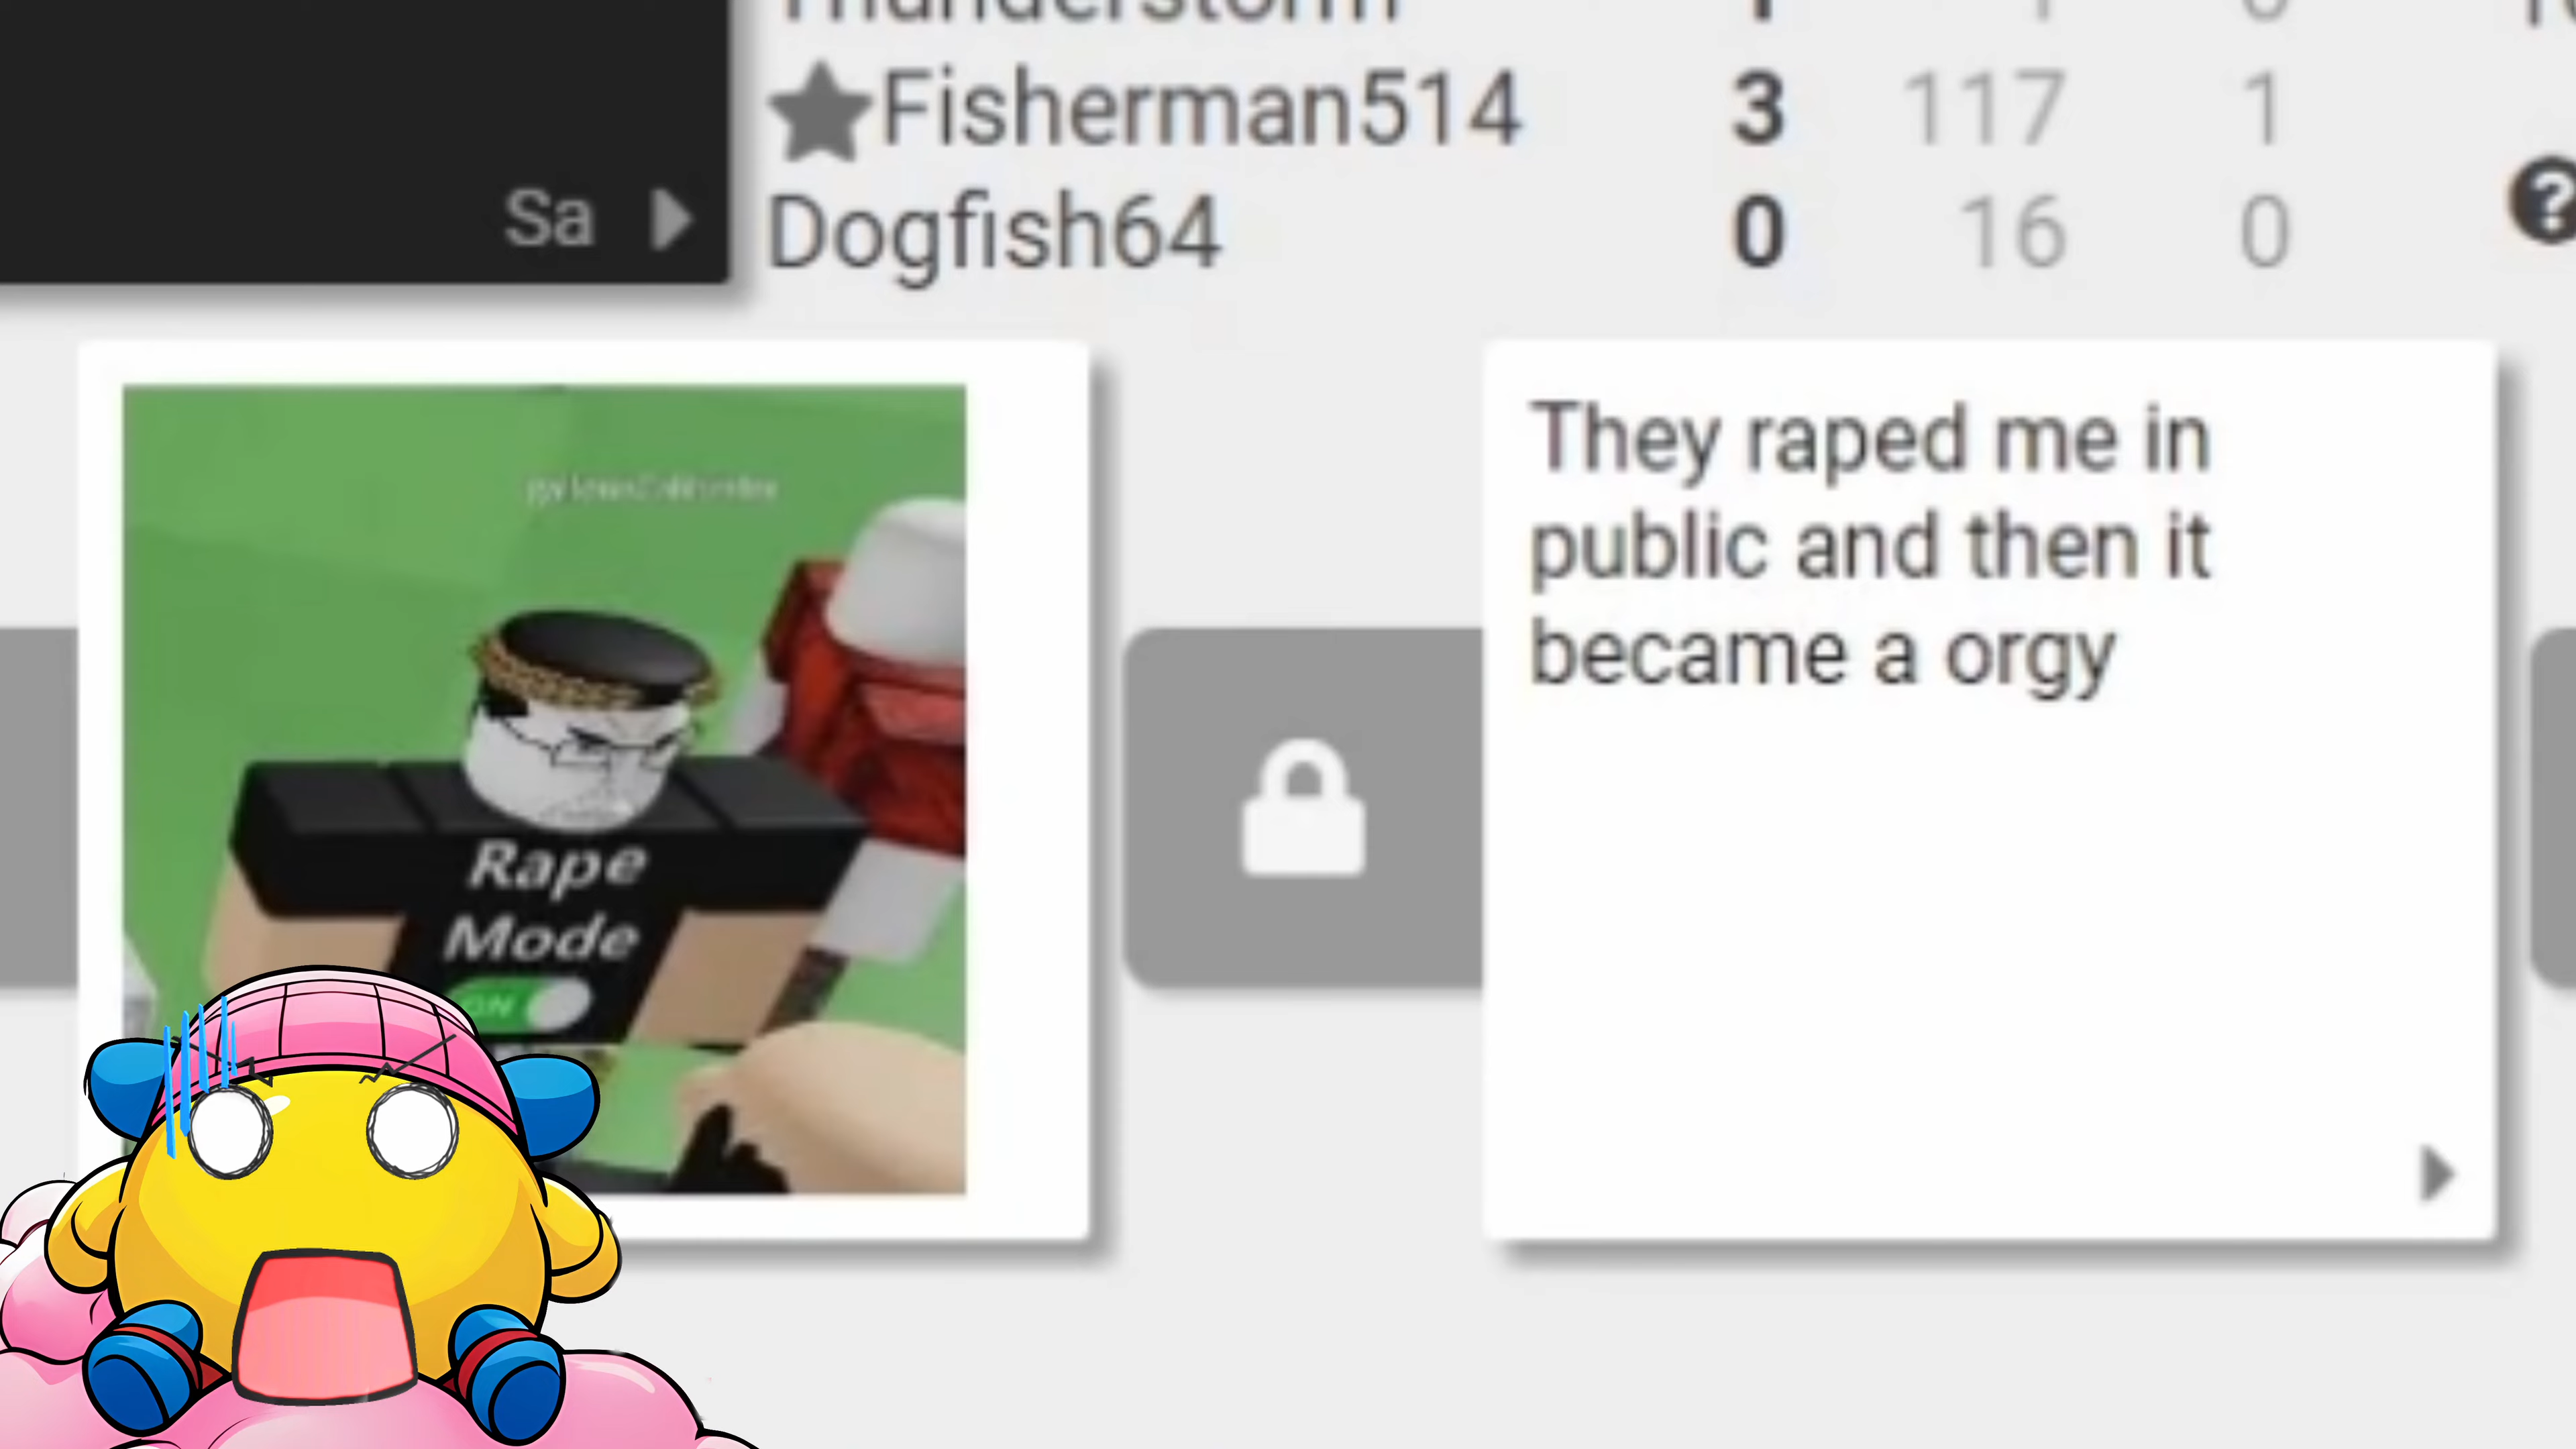 ★Fisherman514 3 117 1
Dogfish64 0 16 0
Sa
They raped me in
public and then it
became a orgy
Rape
Mode
ON